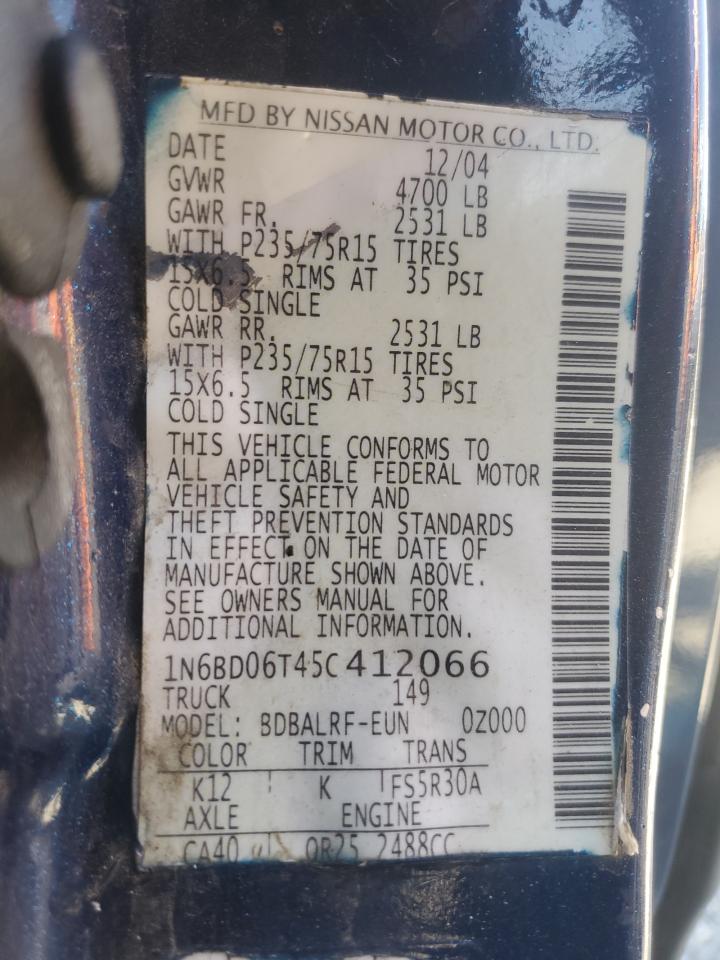 MFD BY NISSAN MOTOR CO., LTD.
DATE 12/04
GVWR 4700 LB
GAWR FR. 2531 LB
WITH P235/75R15 TIRES
15X6.5 RIMS AT 35 PSI
COLD SINGLE
GAWR RR. 2531 LB
WITH P235/75R15 TIRES
15X6.5 RIMS AT 35 PSI
COLD SINGLE
THIS VEHICLE CONFORMS TO
ALL APPLICABLE FEDERAL MOTOR
VEHICLE SAFETY AND
THEFT PREVENTION STANDARDS
IN EFFECT ON THE DATE OF
MANUFACTURE SHOWN ABOVE.
SEE OWNERS MANUAL FOR
ADDITIONAL INFORMATION.
1N6BD06T45C412066
TRUCK 149
MODEL: BDBALRF-EUN 0Z000
COLOR TRIM TRANS
K12 K FS5R30A
AXLE ENGINE
CA40 QR25 2488CC